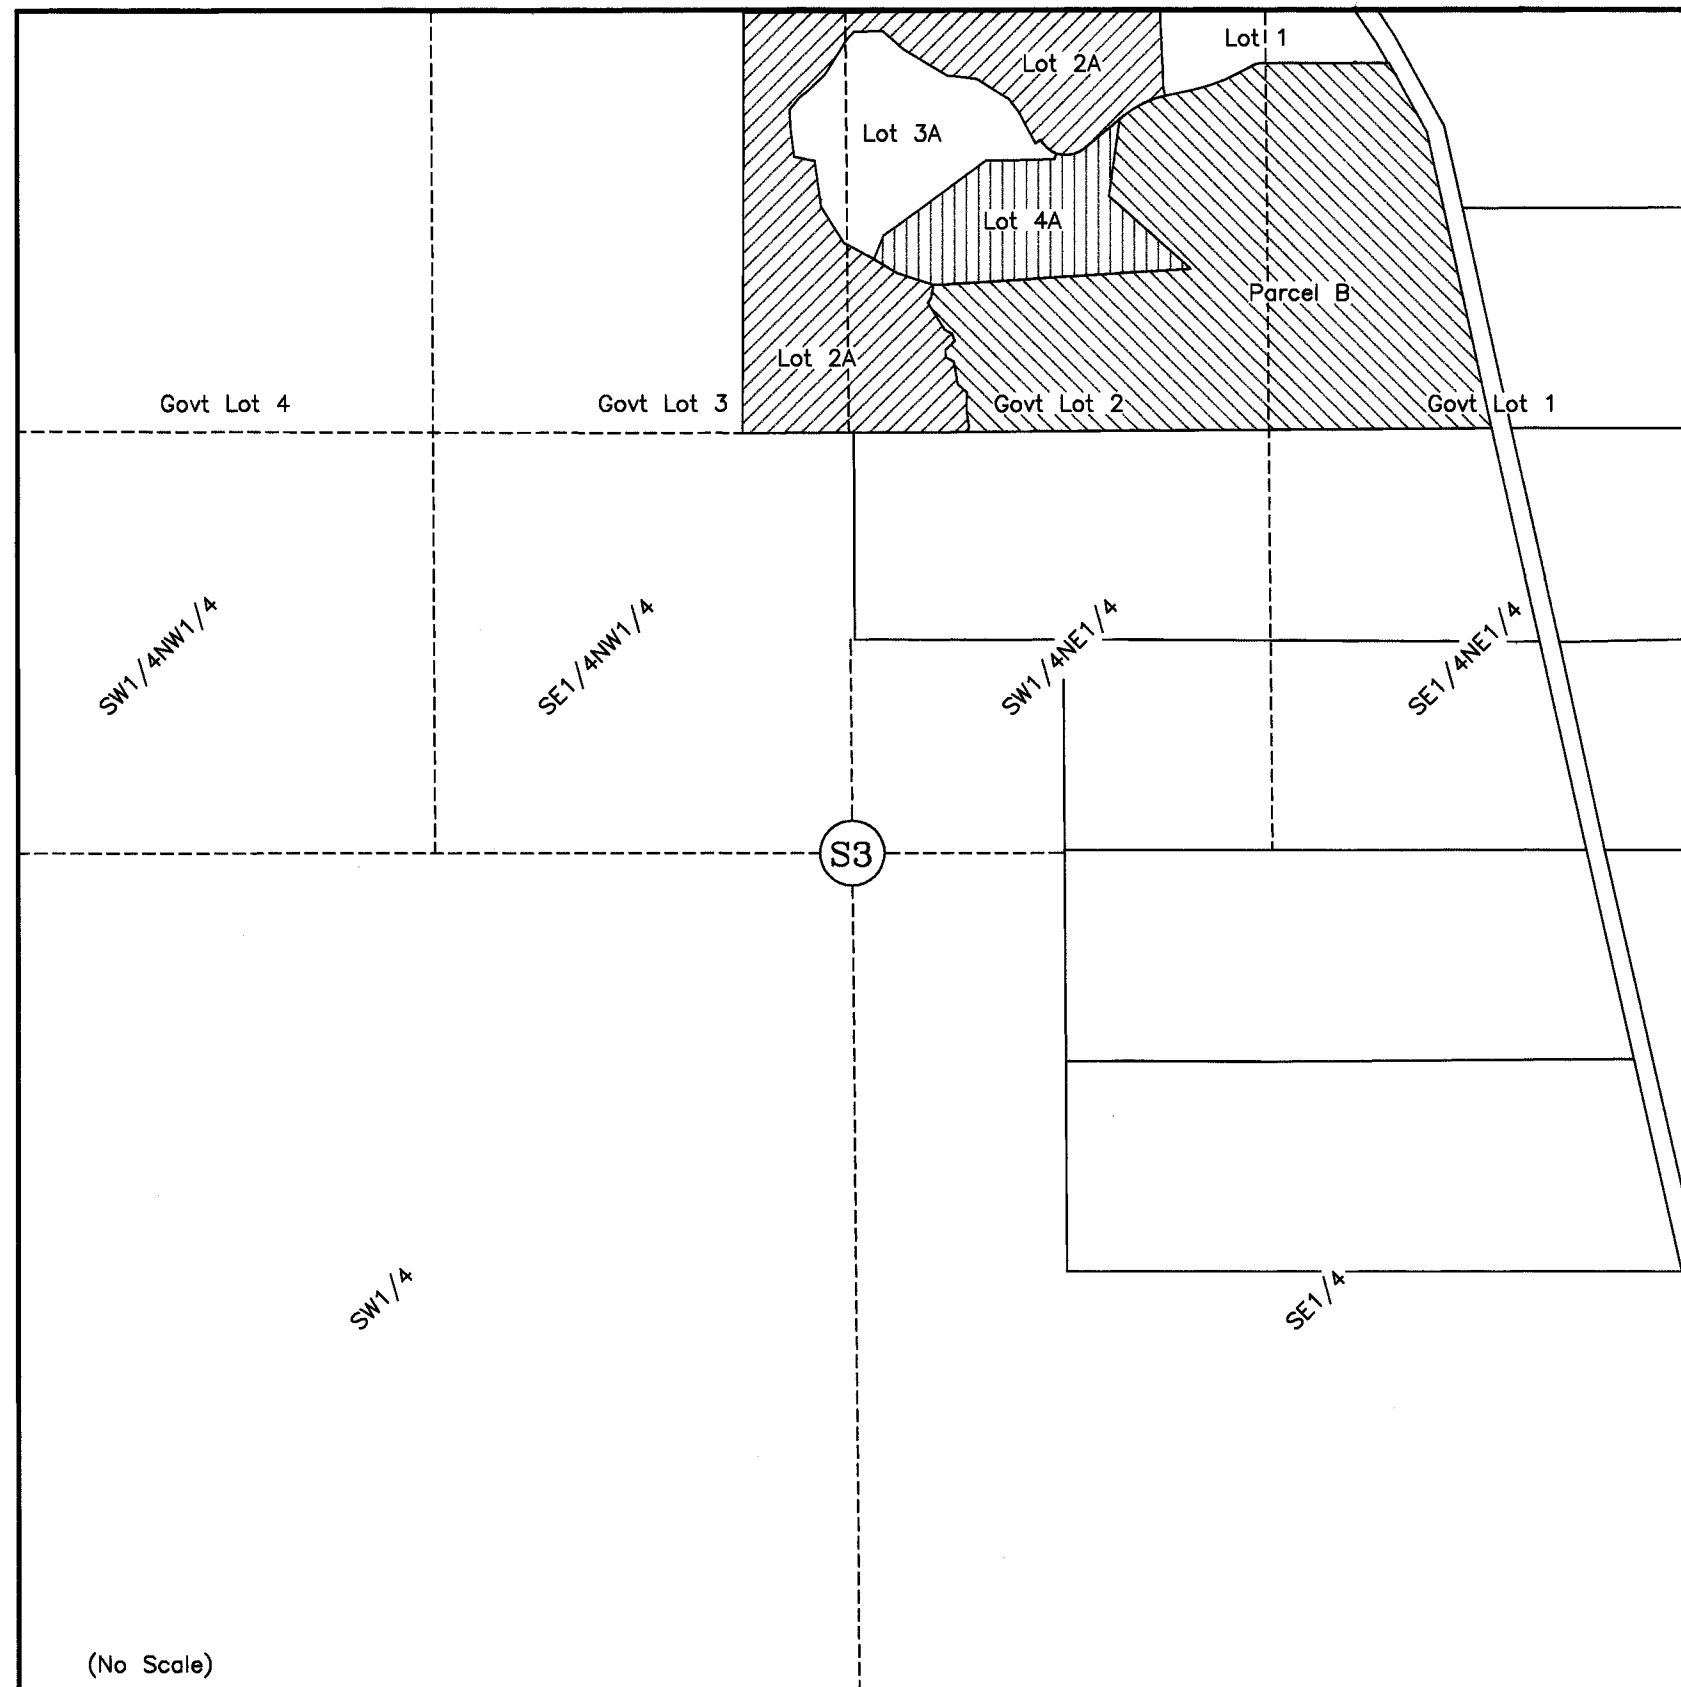 Lot 1
Lot 2A
Lot 3A
Lot 4A
Parcel B
Lot 2A
Govt Lot 4
Govt Lot 3
Govt Lot 2
Govt Lot 1
SW1/4NW1/4
SE1/4NW1/4
SW1/4NE1/4
SE1/4NE1/4
S3
SW1/4
SE1/4
(No Scale)